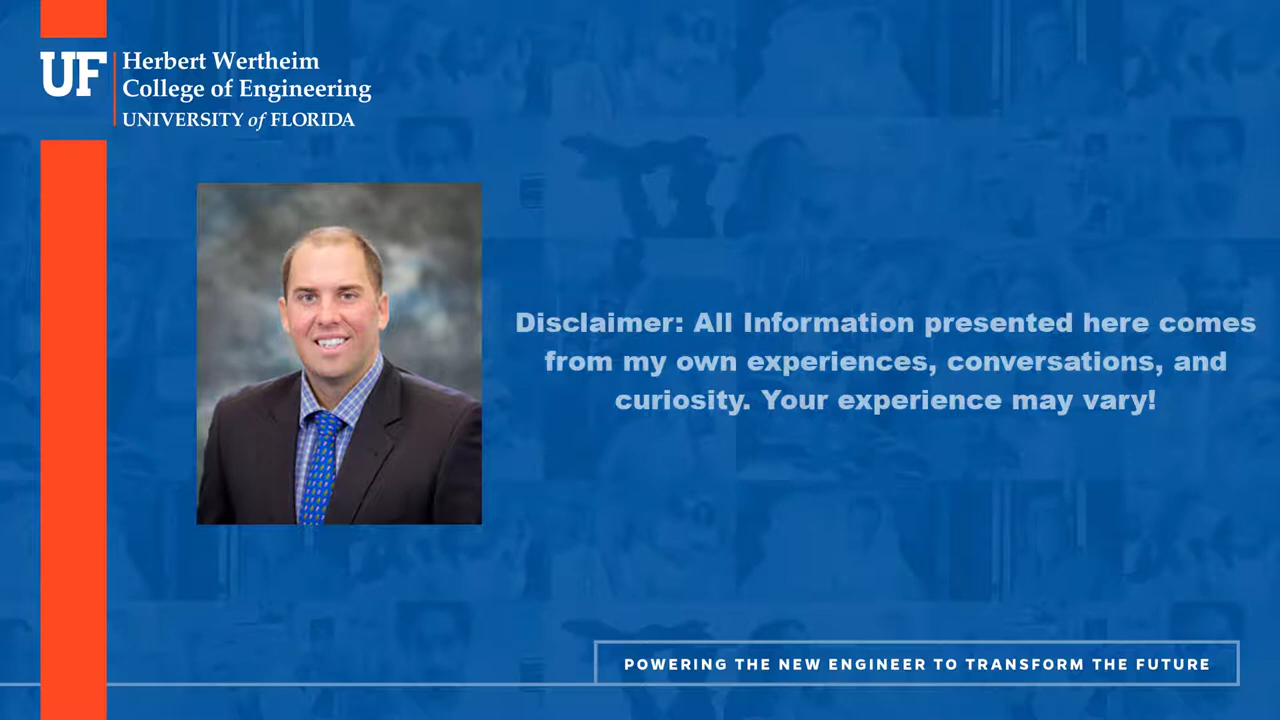 UF
Herbert Wertheim
College of Engineering
UNIVERSITY of FLORIDA
Disclaimer: All Information presented here comes
from my own experiences, conversations, and
curiosity. Your experience may vary!
POWERING THE NEW ENGINEER TO TRANSFORM THE FUTURE